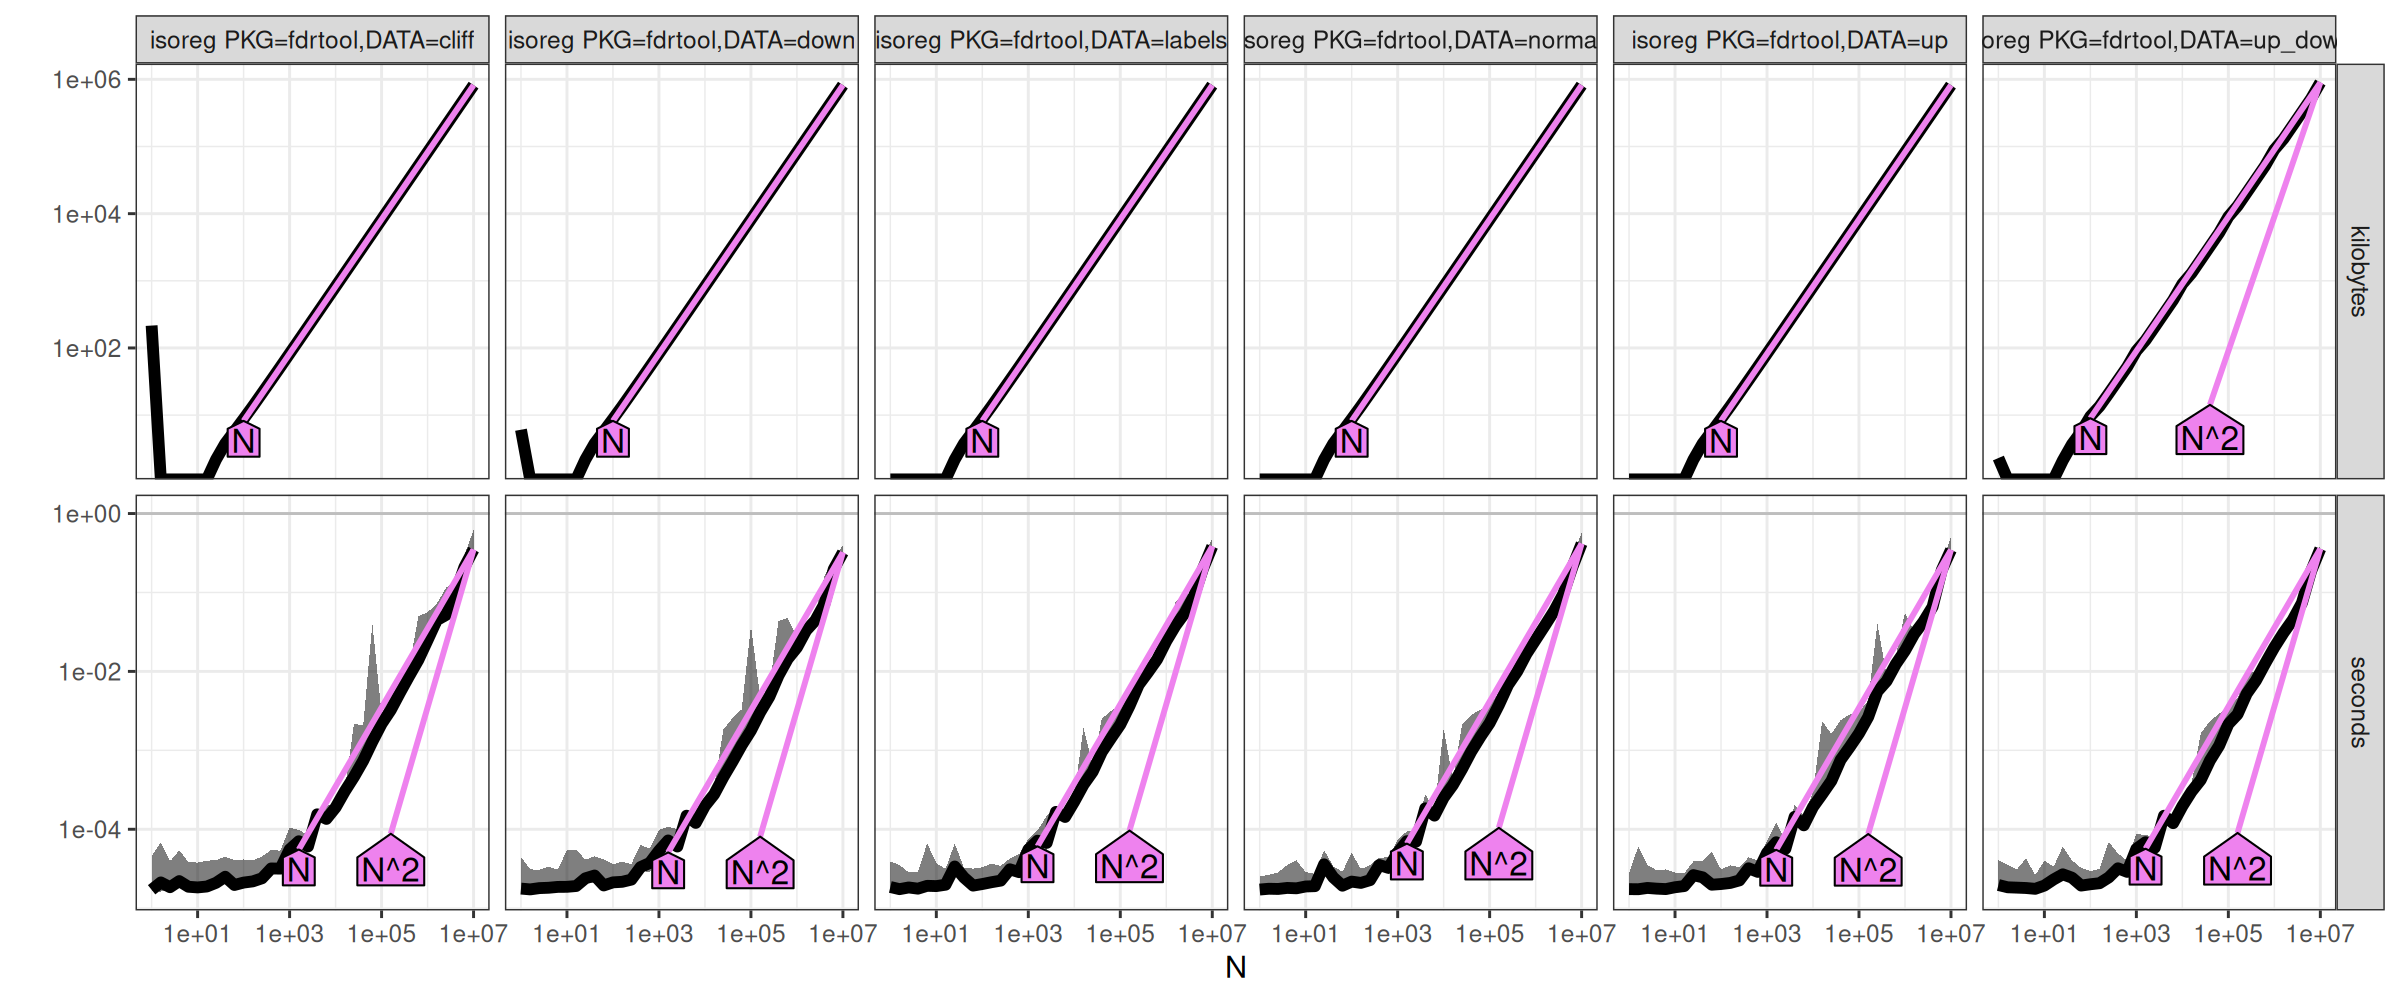 isoreg PKG=fdrtool,DATA=cliff
isoreg PKG=fdrtool,DATA=down
isoreg PKG=fdrtool,DATA=labels
soreg PKG=fdrtool,DATA=norma
isoreg PKG=fdrtool,DATA=up
oreg PKG=fdrtool,DATA=up_dow
1e+06
1e+04
1e+02
N
N
N
N
N
N
N^2
kilobytes
1e+00
1e-02
1e-04
N
N^2
N
N^2
N
N^2
N
N^2
N
N^2
N
N^2
seconds
1e+01 1e+03 1e+05 1e+07
1e+01 1e+03 1e+05 1e+07
1e+01 1e+03 1e+05 1e+07
1e+01 1e+03 1e+05 1e+07
1e+01 1e+03 1e+05 1e+07
1e+01 1e+03 1e+05 1e+07
N